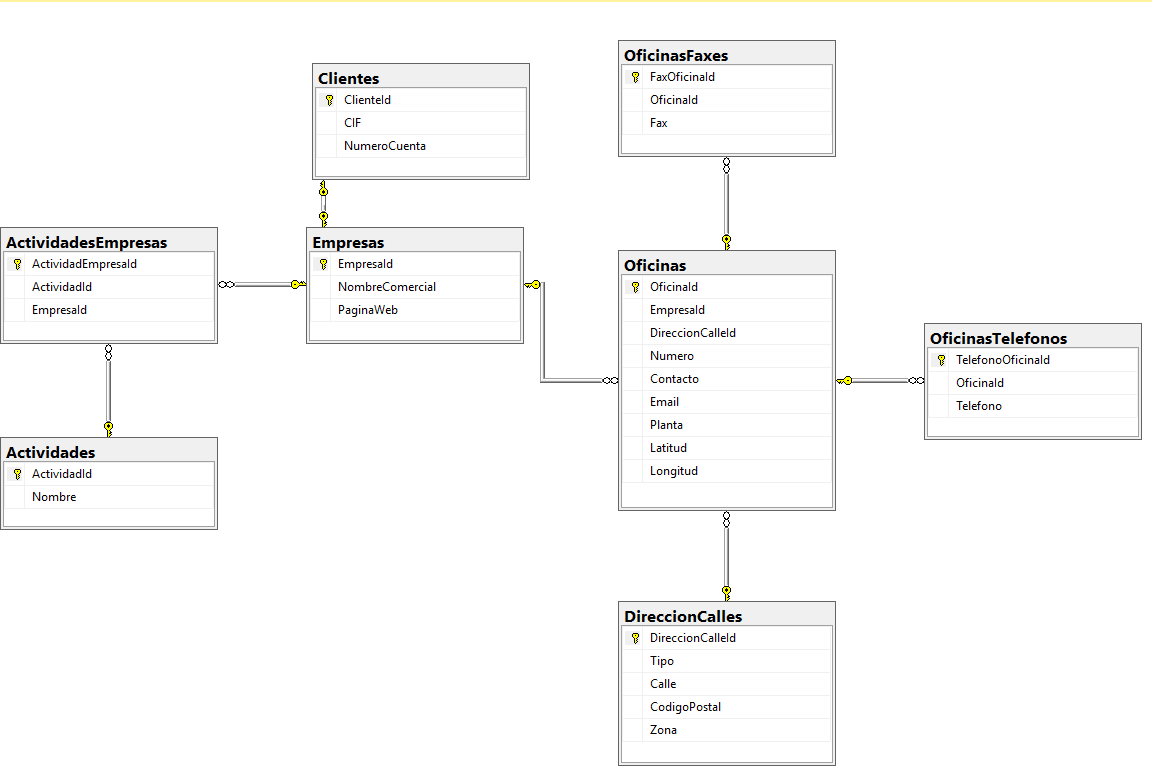 Clientes
ClienteId
CIF
NumeroCuenta
OficinasFaxes
FaxOficinaId
OficinaId
Fax
ActividadesEmpresas
ActividadEmpresaId
ActividadId
EmpresaId
Empresas
EmpresaId
NombreComercial
PaginaWeb
Oficinas
OficinaId
EmpresaId
DireccionCalleId
Numero
Contacto
Email
Planta
Latitud
Longitud
OficinasTelefonos
TelefonoOficinaId
OficinaId
Telefono
Actividades
ActividadId
Nombre
DireccionCalles
DireccionCalleId
Tipo
Calle
CodigoPostal
Zona